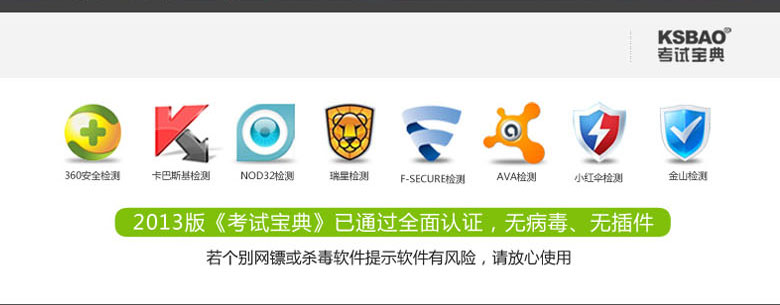 KSBAO
考试宝典
360安全检测 卡巴斯基检测 NOD32检测 瑞星检测 F-SECURE检测 AVA检测 小红伞检测 金山检测
2013版《考试宝典》已通过全面认证，无病毒、无插件
若个别网镖或杀毒软件提示软件有风险，请放心使用